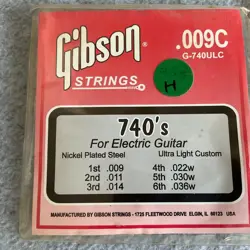 Gibson
STRINGS
.009C
G-740ULC
H
740's
For Electric Guitar
Nickel Plated Steel Ultra Light Custom
1st .009 4th .022w
2nd .011 5th .030w
3rd .014 6th .036w
MANUFACTURED BY GIBSON STRINGS - 1725 FLEETWOOD DRIVE ELGIN, IL 60123 USA